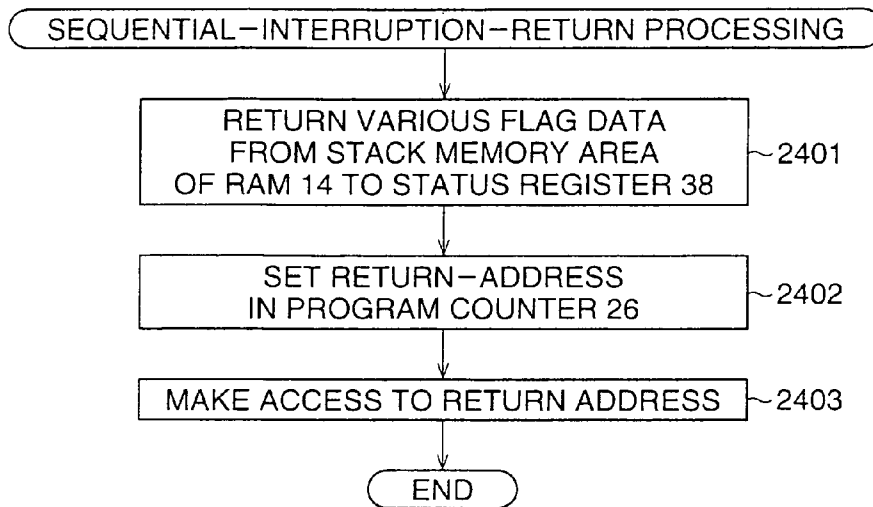 SEQUENTIAL-INTERRUPTION-RETURN PROCESSING
RETURN VARIOUS FLAG DATA
FROM STACK MEMORY AREA
OF RAM 14 TO STATUS REGISTER 38
2401
SET RETURN-ADDRESS
IN PROGRAM COUNTER 26
2402
MAKE ACCESS TO RETURN ADDRESS
2403
END